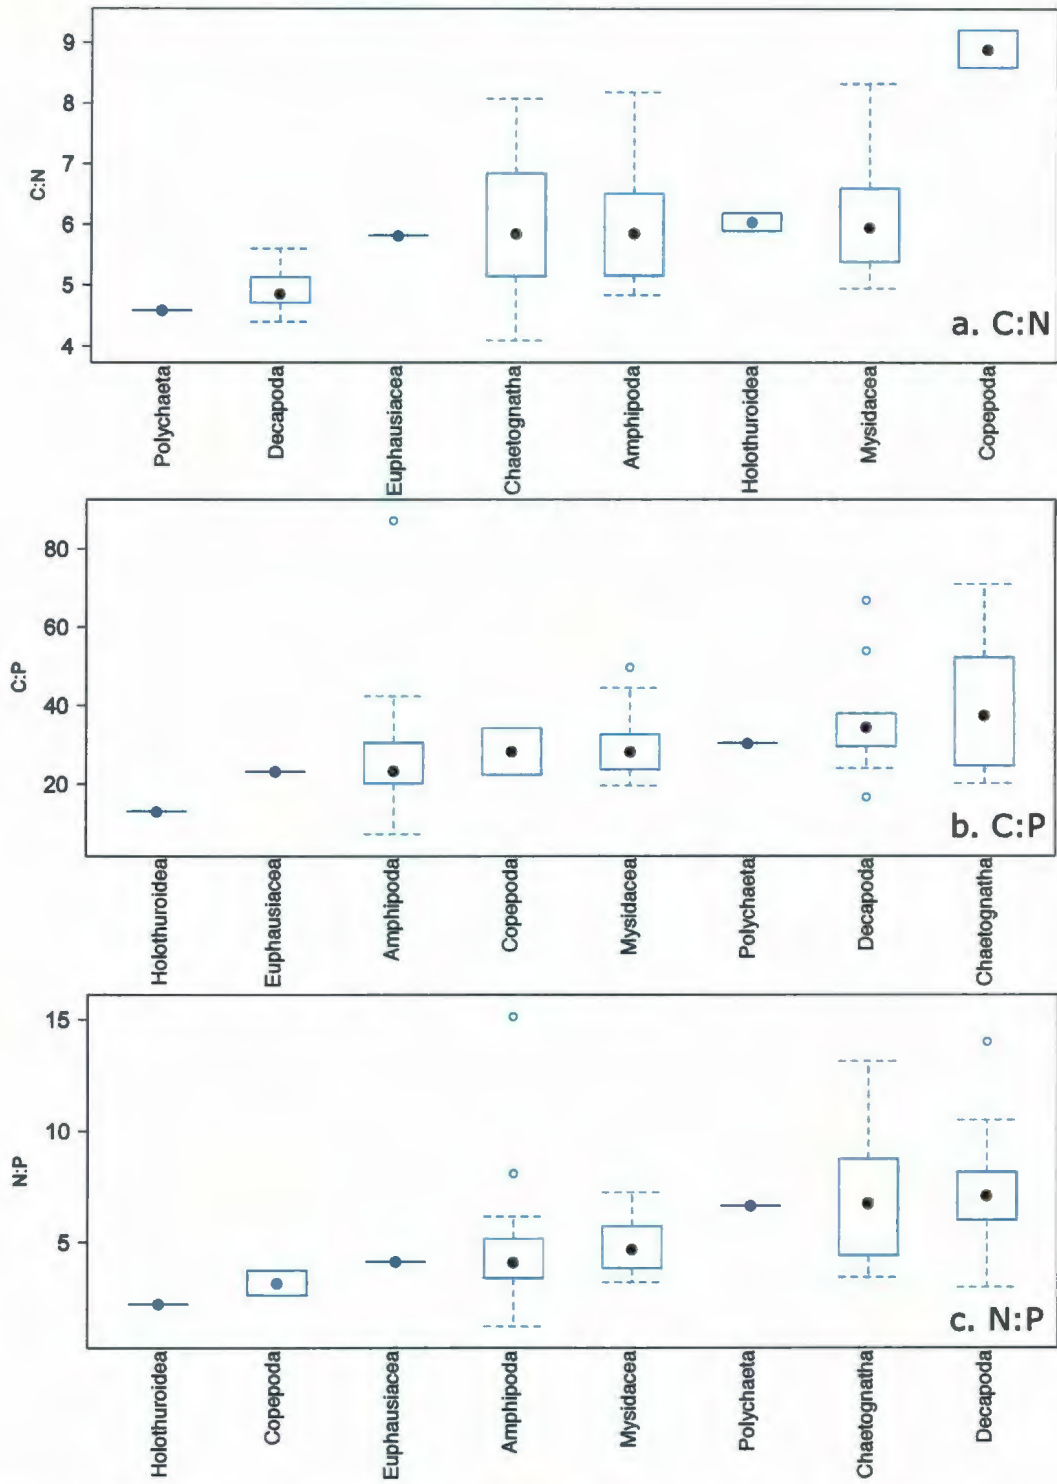 9
8
7
6
5
4
C:N
a. C:N
Polychaeta
Decapoda
Euphausiacea
Chaetognatha
Amphipoda
Holothuroidea
Mysidacea
Copepoda
80
60
40
20
C:P
b. C:P
Holothuroidea
Euphausiacea
Amphipoda
Copepoda
Mysidacea
Polychaeta
Decapoda
Chaetognatha
15
10
5
N:P
c. N:P
Holothuroidea
Copepoda
Euphausiacea
Amphipoda
Mysidacea
Polychaeta
Chaetognatha
Decapoda